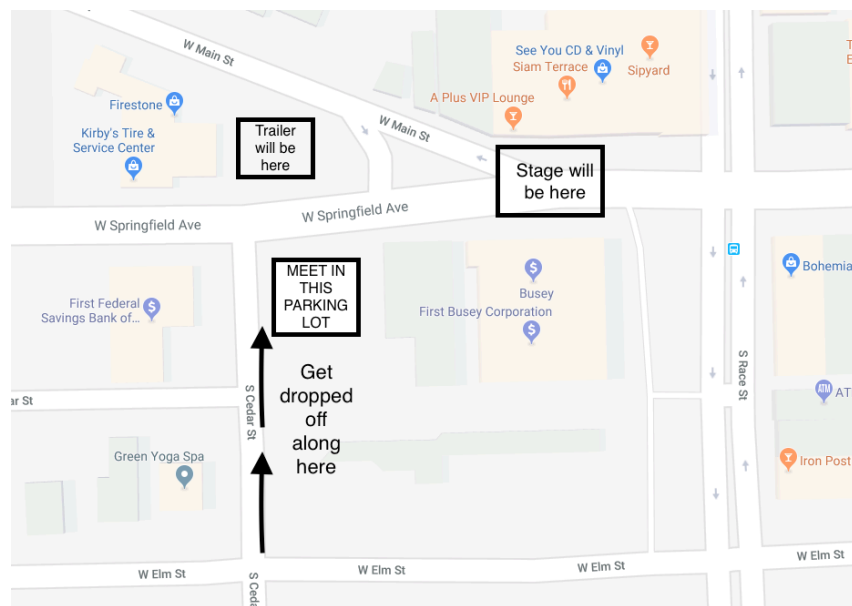 W Main St
See You CD & Vinyl
Siam Terrace
Sipyard
A Plus VIP Lounge
Firestone
Kirby's Tire &
Service Center
Trailer
will be
here
W Main St
Stage will
be here
W Springfield Ave
W Springfield Ave
MEET IN
THIS
PARKING
LOT
First Federal
Savings Bank of...
$
$
Busey
First Busey Corporation
$
Bohemia
S Race St
ATM
AT
Get
dropped
off
along
here
ar St
S Cedar St
Green Yoga Spa
Iron Post
W Elm St
W Elm St
W Elm St
W Elm St
S Ceda